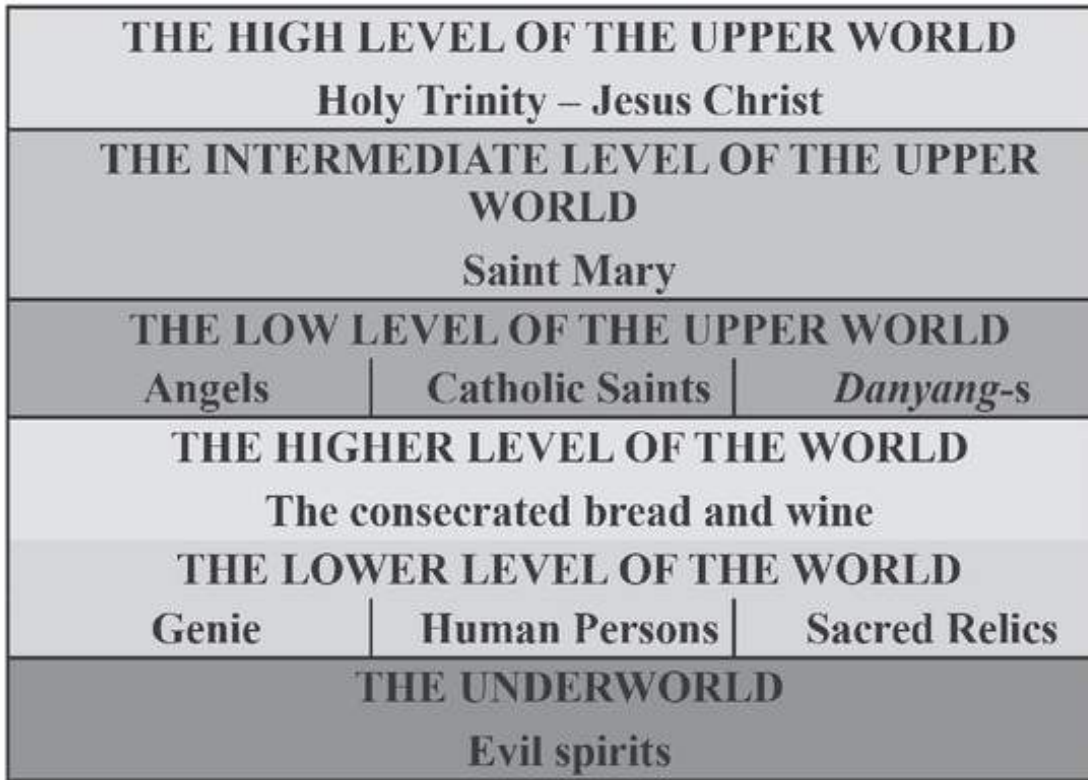 THE HIGH LEVEL OF THE UPPER WORLD
Holy Trinity – Jesus Christ
THE INTERMEDIATE LEVEL OF THE UPPER
WORLD
Saint Mary
THE LOW LEVEL OF THE UPPER WORLD
Angels Catholic Saints Danyang-s
THE HIGHER LEVEL OF THE WORLD
The consecrated bread and wine
THE LOWER LEVEL OF THE WORLD
Genie Human Persons Sacred Relics
THE UNDERWORLD
Evil spirits